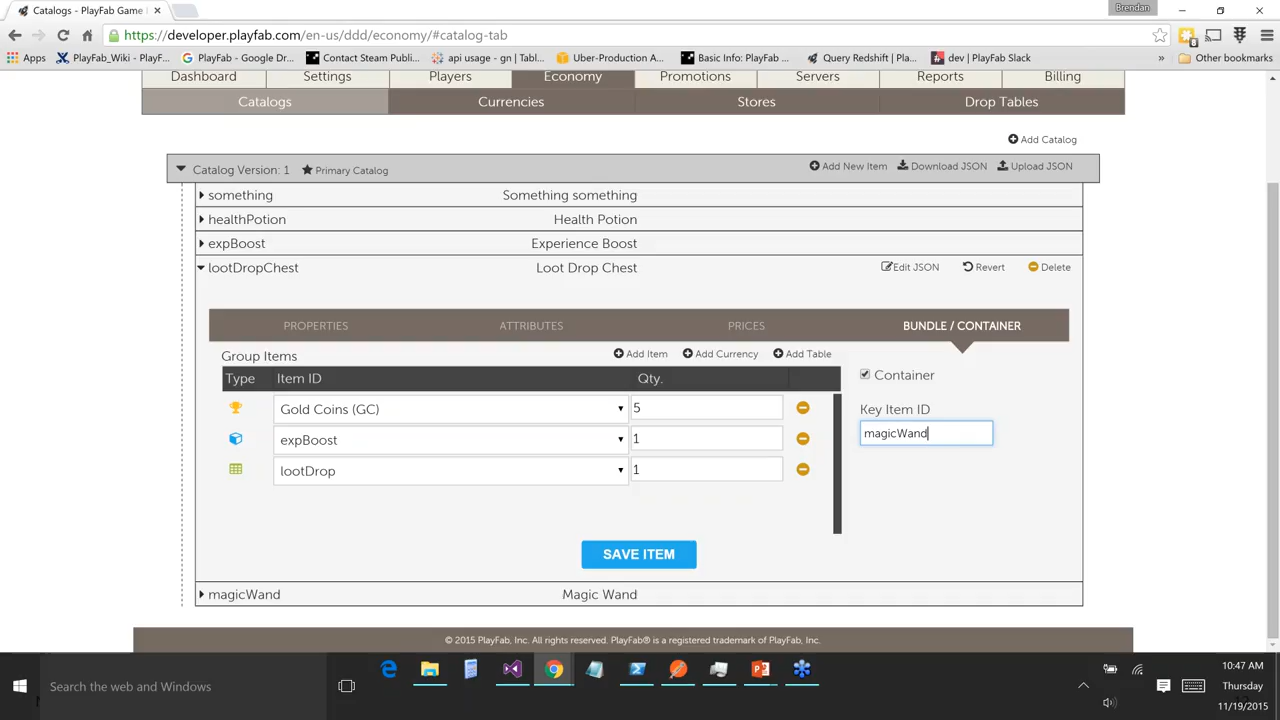 Catalogs - PlayFab Game
Brendan
https://developer.playfab.com/en-us/ddd/economy/#catalog-tab
Apps PlayFab_Wiki - PlayF... PlayFab - Google Dr... Contact Steam Publi... api usage - gn | Tabl... Uber-Production A... Basic Info: PlayFab ... Query Redshift | Pla... dev | PlayFab Slack » Other bookmarks
Dashboard Settings Players Economy Promotions Servers Reports Billing
Catalogs Currencies Stores Drop Tables
Add Catalog
Catalog Version: 1 Primary Catalog Add New Item Download JSON Upload JSON
something Something something
healthPotion Health Potion
expBoost Experience Boost
lootDropChest Loot Drop Chest Edit JSON Revert Delete
PROPERTIES ATTRIBUTES PRICES BUNDLE / CONTAINER
Group Items Add Item Add Currency Add Table
Type Item ID Qty. Container
Gold Coins (GC) 5 Key Item ID
expBoost 1 magicWand
lootDrop 1
SAVE ITEM
magicWand Magic Wand
© 2015 PlayFab, Inc. All rights reserved. PlayFab® is a registered trademark of PlayFab, Inc.
Search the web and Windows
10:47 AM
Thursday
11/19/2015